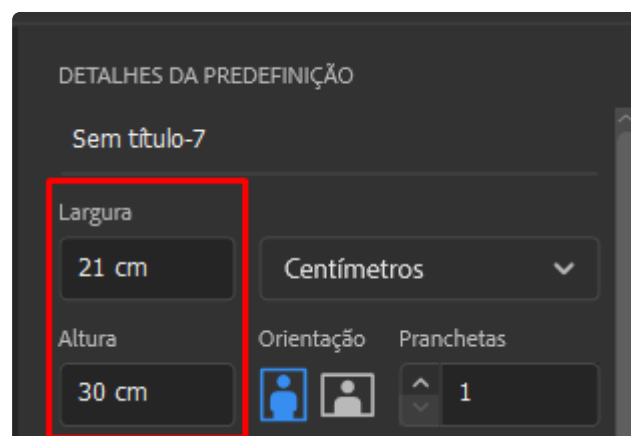 DETALHES DA PREDEFINIÇÃO
Sem título-7
Largura
21 cm Centímetros
Altura Orientação Pranchetas
30 cm 1